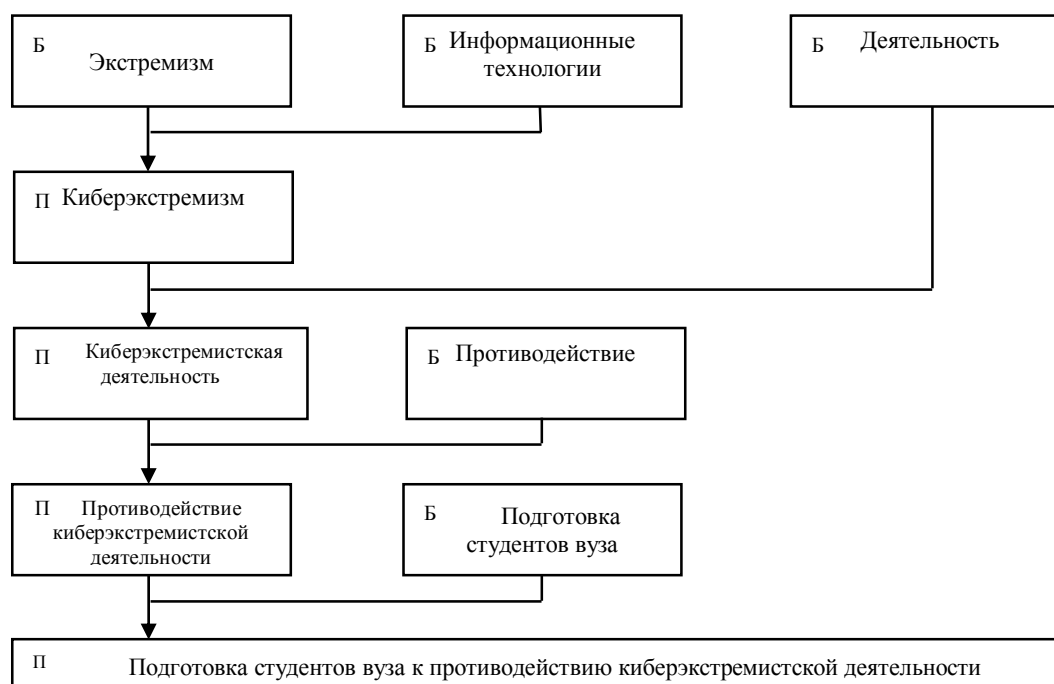 Б
Экстремизм
Б Информационные
технологии
Б Деятельность
П Киберэкстремизм
П Киберэкстремистская
деятельность
Б Противодействие
П Противодействие
киберэкстремистской
деятельности
Б Подготовка
студентов вуза
П Подготовка студентов вуза к противодействию киберэкстремистской деятельности